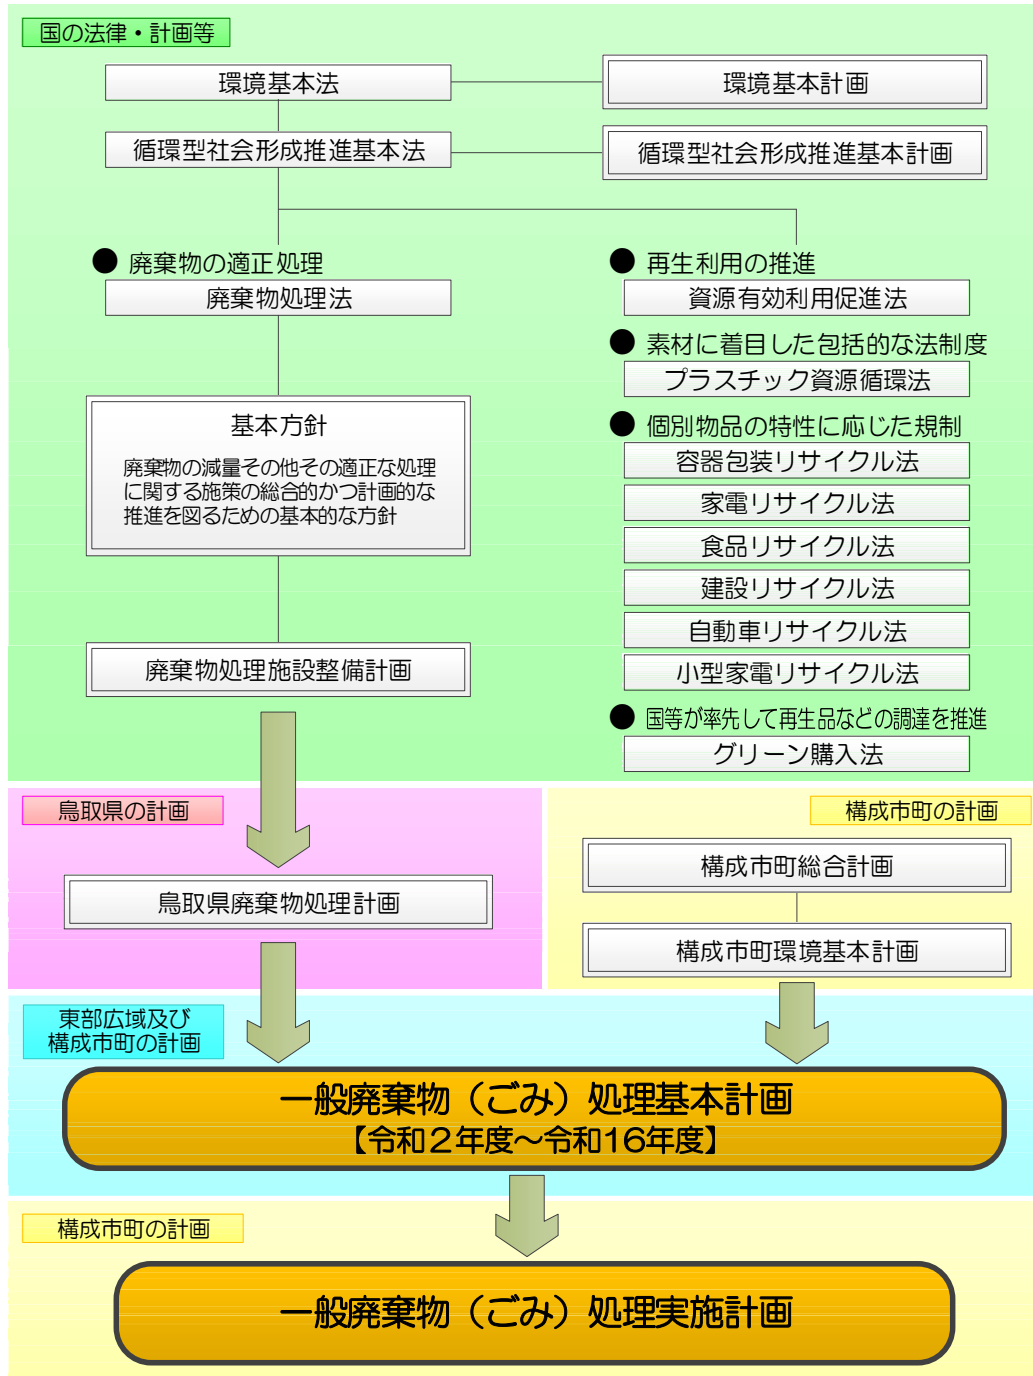 国の法律・計画等
環境基本法
環境基本計画
循環型社会形成推進基本法
循環型社会形成推進基本計画
● 廃棄物の適正処理
廃棄物処理法
基本方針
廃棄物の減量その他その適正な処理
に関する施策の総合的かつ計画的な
推進を図るための基本的な方針
廃棄物処理施設整備計画
● 再生利用の推進
資源有効利用促進法
● 素材に着目した包括的な法制度
プラスチック資源循環法
● 個別物品の特性に応じた規制
容器包装リサイクル法
家電リサイクル法
食品リサイクル法
建設リサイクル法
自動車リサイクル法
小型家電リサイクル法
● 国等が率先して再生品などの調達を推進
グリーン購入法
鳥取県の計画
鳥取県廃棄物処理計画
構成市町の計画
構成市町総合計画
構成市町環境基本計画
東部広域及び
構成市町の計画
一般廃棄物（ごみ）処理基本計画
【令和２年度～令和16年度】
構成市町の計画
一般廃棄物（ごみ）処理実施計画